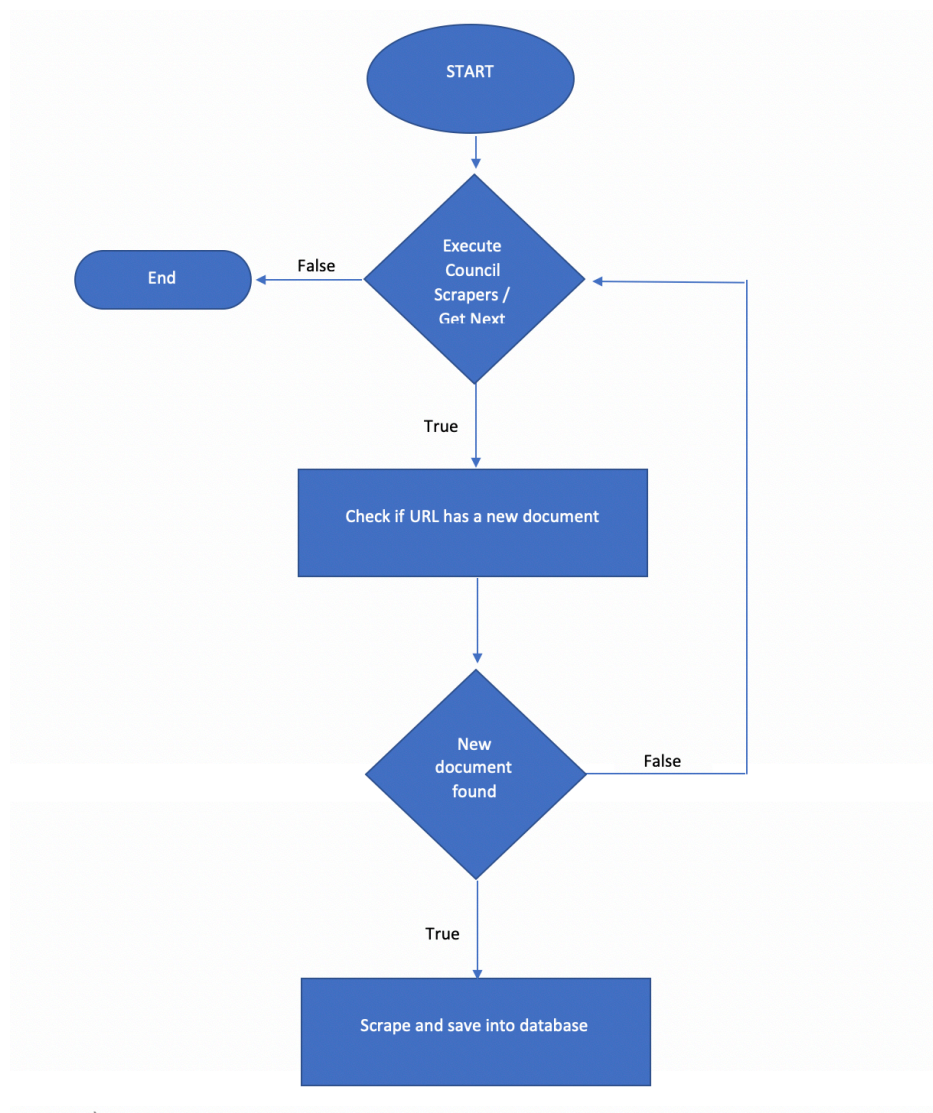 START
Execute
Council
Scrapers /
Get Next
False
End
True
Check if URL has a new document
New
document
found
False
True
Scrape and save into database